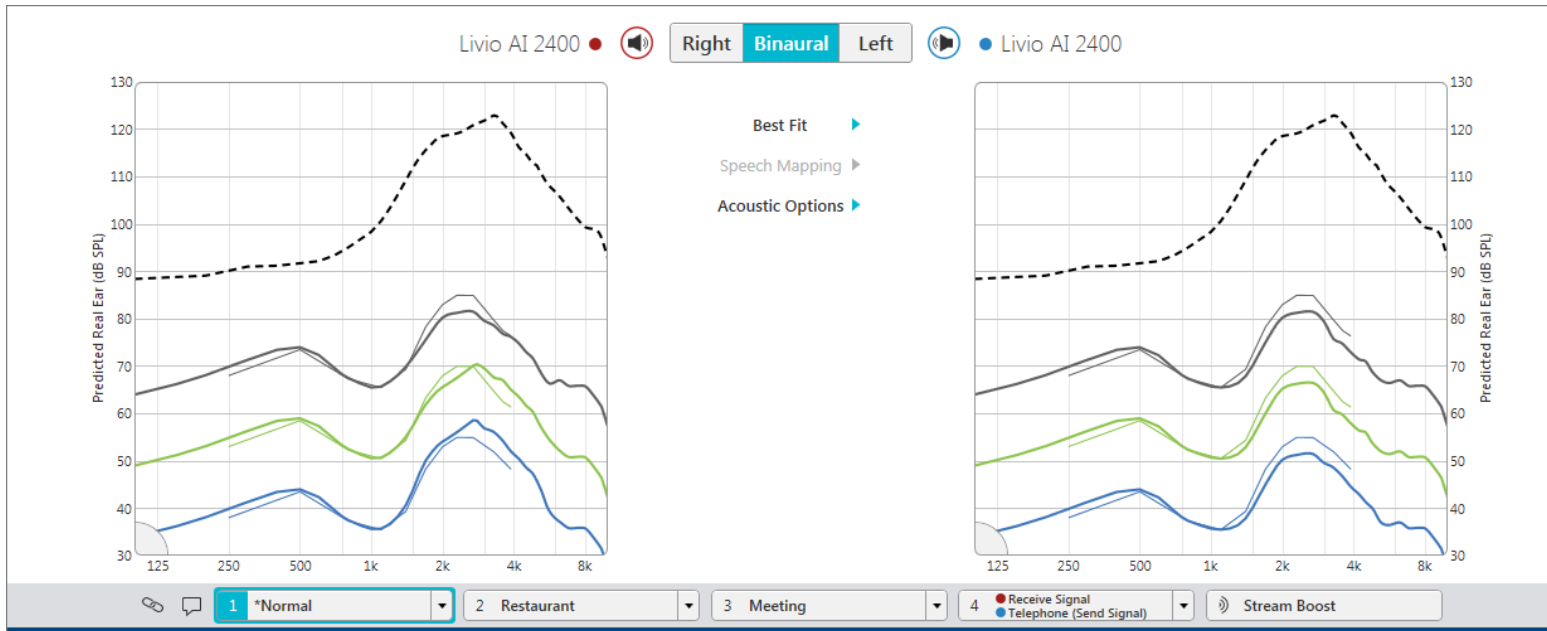 Livio AI 2400
Right Binaural Left
Livio AI 2400
Best Fit
Speech Mapping
Acoustic Options
Predicted Real Ear (dB SPL)
130
120
110
100
90
80
70
60
50
40
30
125 250 500 1k 2k 4k 8k
130
120
110
100
90
80
70
60
50
40
30
Predicted Real Ear (dB SPL)
125 250 500 1k 2k 4k 8k
1 *Normal
2 Restaurant
3 Meeting
4 Receive Signal
Telephone (Send Signal)
Stream Boost